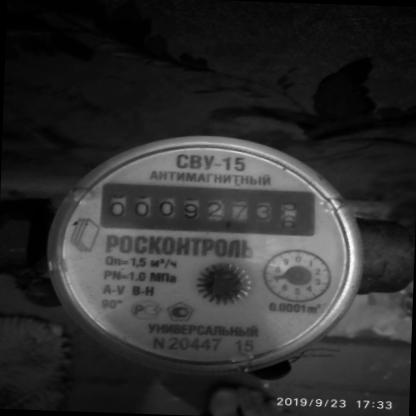 СВУ-15
АНТИМАГНИТНЫЙ
0009273
РОСКОНТРОЛЬ
Qn=1,5 м³/ч
PN=1.0 МПа
A-V B-H
90°
0.0001m³
УНИВЕРСАЛЬНЫЙ
N 20447 15
2019/9/23 17:33